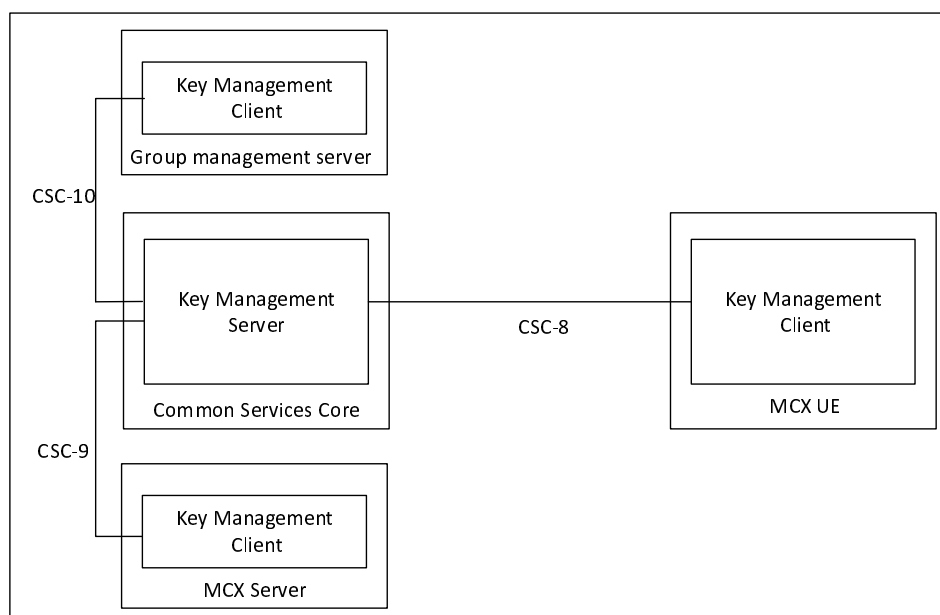 Key Management
Client
Group management server
CSC-10
Key Management
Server
Common Services Core
CSC-8
Key Management
Client
MCX UE
CSC-9
Key Management
Client
MCX Server